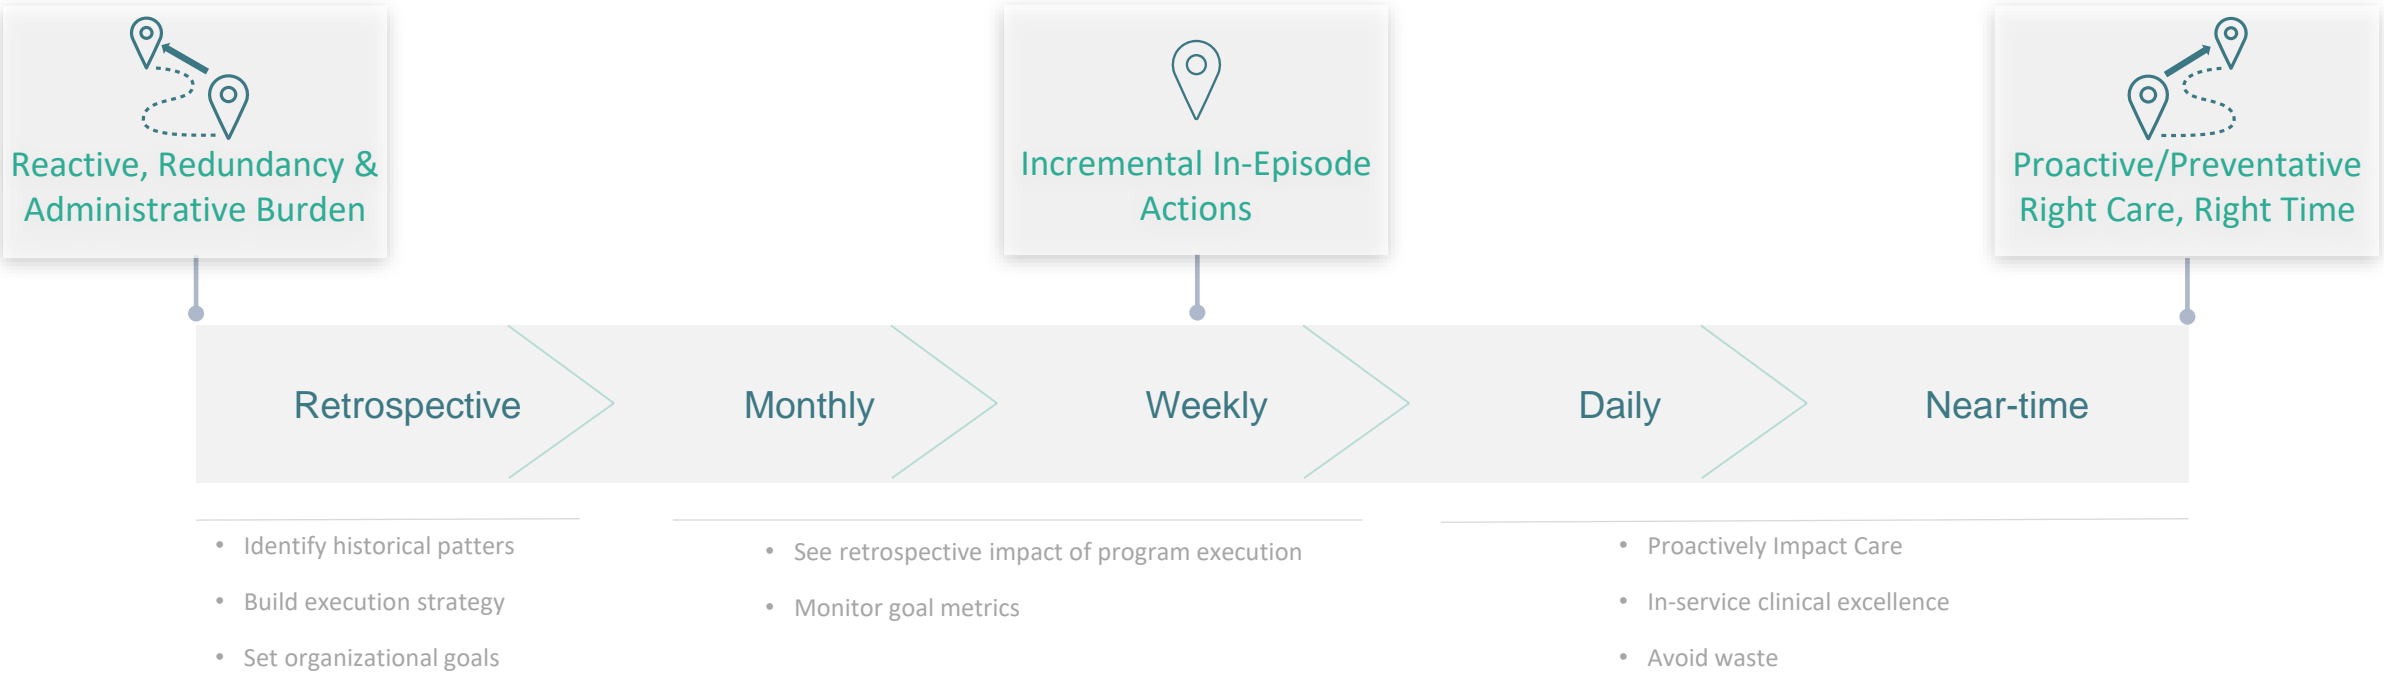 Reactive, Redundancy &
Administrative Burden
Incremental In-Episode
Actions
Proactive/Preventative
Right Care, Right Time
Retrospective
Monthly
Weekly
Daily
Near-time
• Identify historical patters
• Build execution strategy
• Set organizational goals
• See retrospective impact of program execution
• Monitor goal metrics
• Proactively Impact Care
• In-service clinical excellence
• Avoid waste